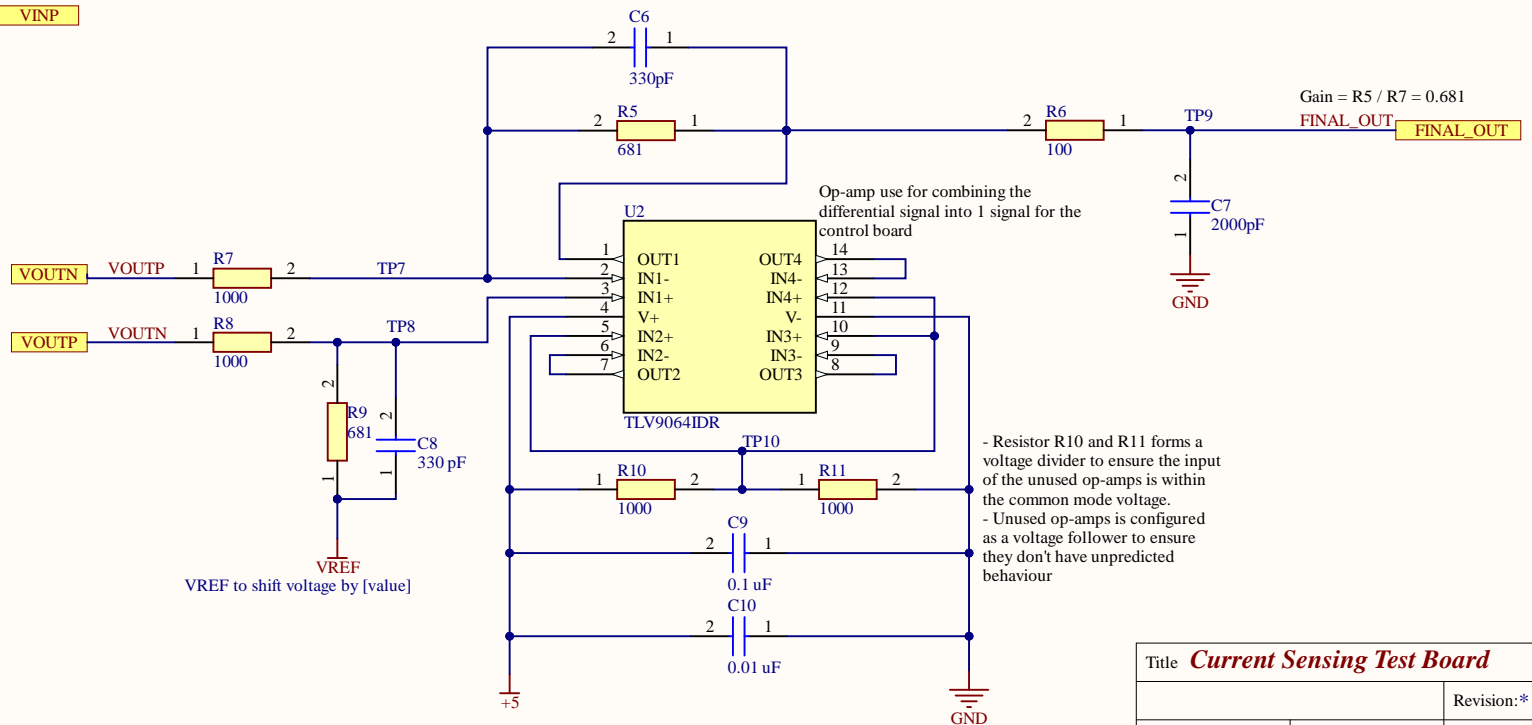 VINP
C6
2 1
330pF
R5
2 1
681
R6
2 1
100
TP9
Gain = R5 / R7 = 0.681
FINAL_OUT
FINAL_OUT
2
C7
2000pF
1
GND
Op-amp use for combining the
differential signal into 1 signal for the
control board
U2
VOUTN VOUTP 1 R7 2 TP7
1000
VOUTP VOUTN 1 R8 2 TP8
1000
1 OUT1 OUT4 14
2 IN1- IN4- 13
3 IN1+ IN4+ 12
4 V+ V- 11
5 IN2+ IN3+ 10
6 IN2- IN3- 9
7 OUT2 OUT3 8
TLV9064IDR
2
R9
681
1
2
C8
330 pF
1
VREF
VREF to shift voltage by [value]
TP10
R10
1 2
1000
R11
1 2
1000
C9
2 1
0.1 uF
C10
2 1
0.01 uF
+5
GND
- Resistor R10 and R11 forms a
voltage divider to ensure the input
of the unused op-amps is within
the common mode voltage.
- Unused op-amps is configured
as a voltage follower to ensure
they don't have unpredicted
behaviour
Title Current Sensing Test Board
Revision:*